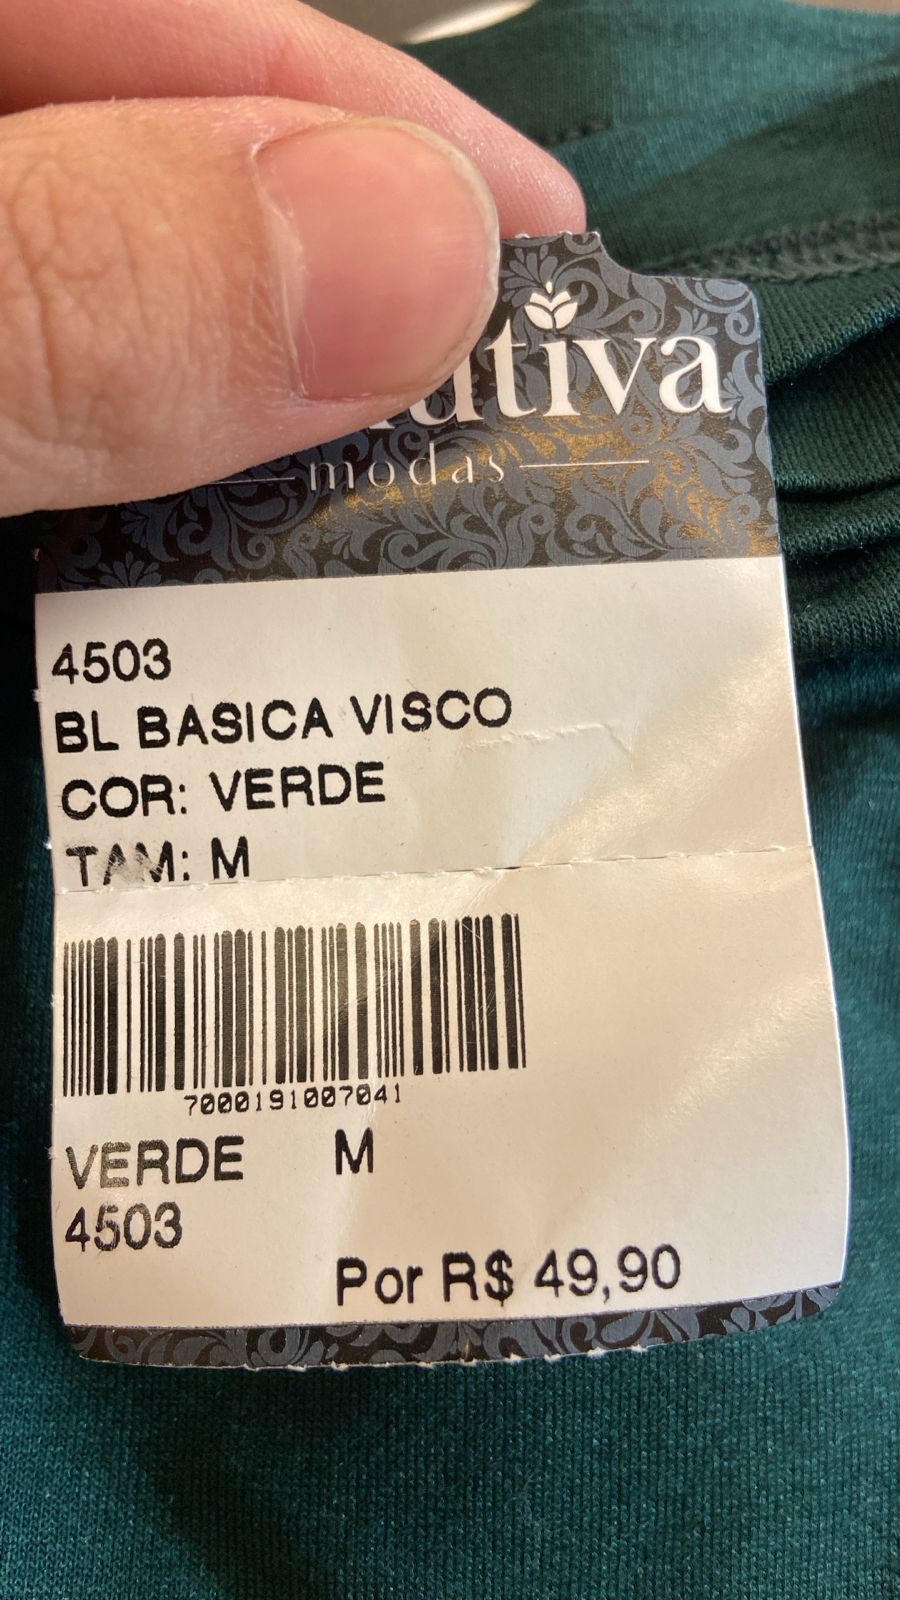 modas
4503
BL BASICA VISCO
COR: VERDE
TAM: M
7000191007041
VERDE M
4503
Por R$ 49,90